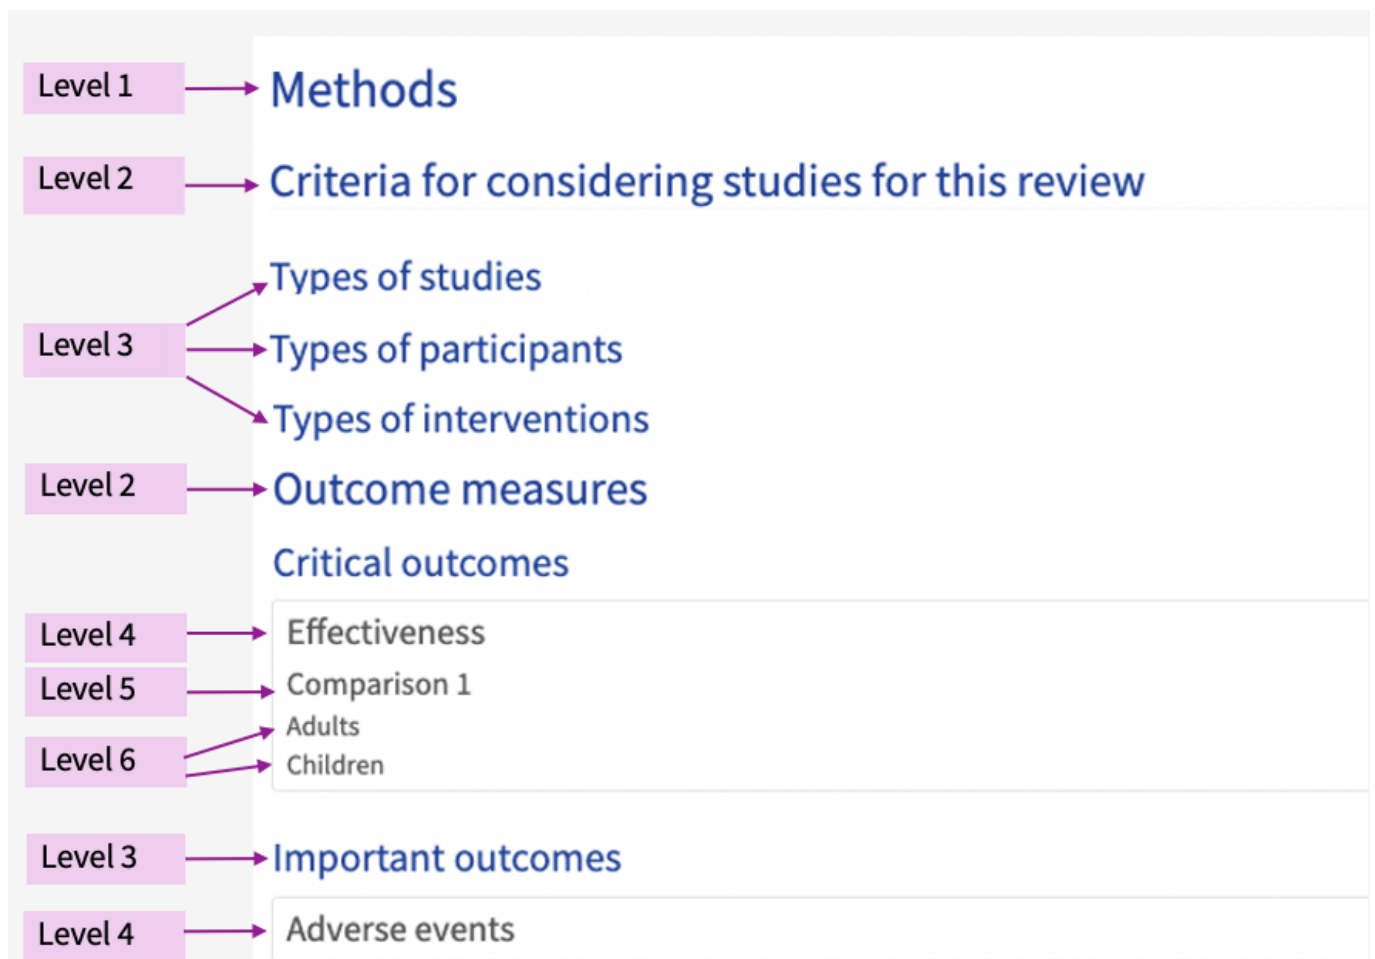 Level 1 Methods
Level 2 Criteria for considering studies for this review
Types of studies
Level 3 Types of participants
Types of interventions
Level 2 Outcome measures
Critical outcomes
Level 4 Effectiveness
Level 5 Comparison 1
Adults
Level 6 Children
Level 3 Important outcomes
Level 4 Adverse events